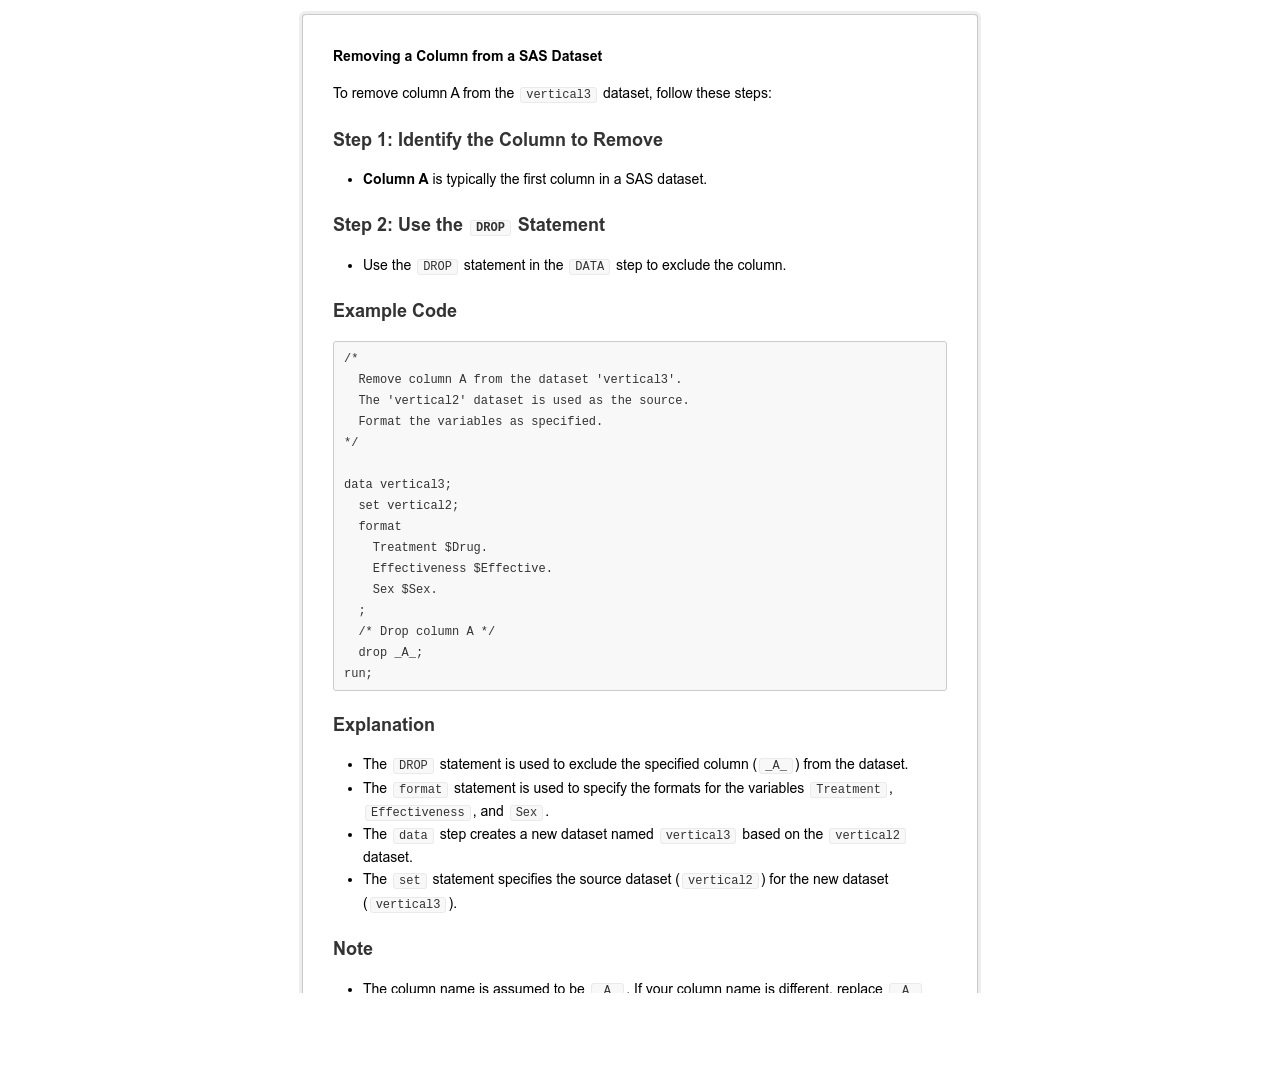 Removing a Column from a SAS Dataset
To remove column A from the vertical3 dataset, follow these steps:
Step 1: Identify the Column to Remove
• Column A is typically the first column in a SAS dataset.
Step 2: Use the DROP Statement
• Use the DROP statement in the DATA step to exclude the column.
Example Code
/*
  Remove column A from the dataset 'vertical3'.
  The 'vertical2' dataset is used as the source.
  Format the variables as specified.
*/

data vertical3;
  set vertical2;
  format
    Treatment $Drug.
    Effectiveness $Effective.
    Sex $Sex.
  ;
  /* Drop column A */
  drop _A_;
run;
Explanation
• The DROP statement is used to exclude the specified column (_A_) from the dataset.
• The format statement is used to specify the formats for the variables Treatment,
Effectiveness, and Sex.
• The data step creates a new dataset named vertical3 based on the vertical2
dataset.
• The set statement specifies the source dataset (vertical2) for the new dataset
(vertical3).
Note
• The column name is assumed to be _A_. If your column name is different, replace _A_